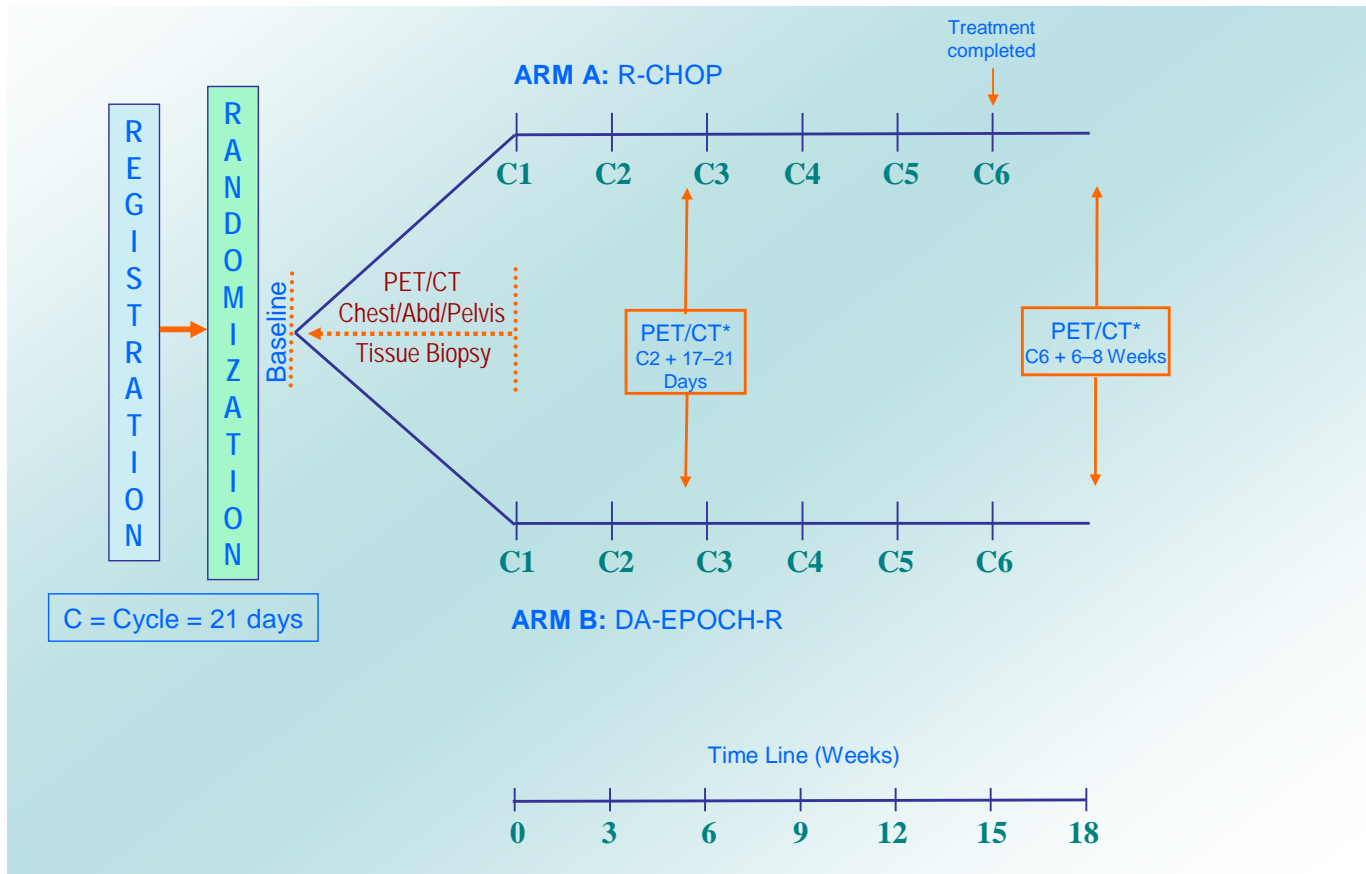 REGISTRATION
RANDOMIZATION
C = Cycle = 21 days
Baseline
PET/CT
Chest/Abd/Pelvis
Tissue Biopsy
Treatment
completed
ARM A: R-CHOP
C1 C2 C3 C4 C5 C6
PET/CT*
C2 + 17–21
Days
PET/CT*
C6 + 6–8 Weeks
C1 C2 C3 C4 C5 C6
ARM B: DA-EPOCH-R
Time Line (Weeks)
0 3 6 9 12 15 18